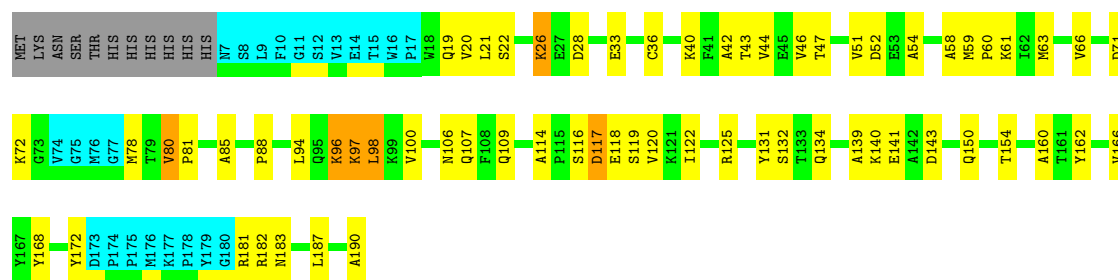 MET LYS ASN SER THR HIS HIS HIS HIS HIS HIS N7 S8 L9 F10 G11 S12 V13 E14 T15 W16 P17 W18 Q19 V20 L21 S22 K26 E27 D28 E33 C36 K40 F41 A42 T43 V44 E45 V46 T47 V51 D52 E53 A54 A58 M59 P60 K61 I62 M63 V66
K72 G73 V74 G75 M76 G77 M78 T79 V80 P81 A85 P88 L94 Q95 K96 K97 L98 K99 V100 N106 Q107 F108 Q109 A114 P115 S116 D117 E118 S119 V120 K121 I122 R125 Y131 S132 T133 Q134 A139 K140 E141 A142 D143 Q150 T154 A160 T161 Y162
Y167 Y168 Y172 D173 P174 P175 M176 K177 P178 Y179 G180 R181 R182 N183 L187 A190